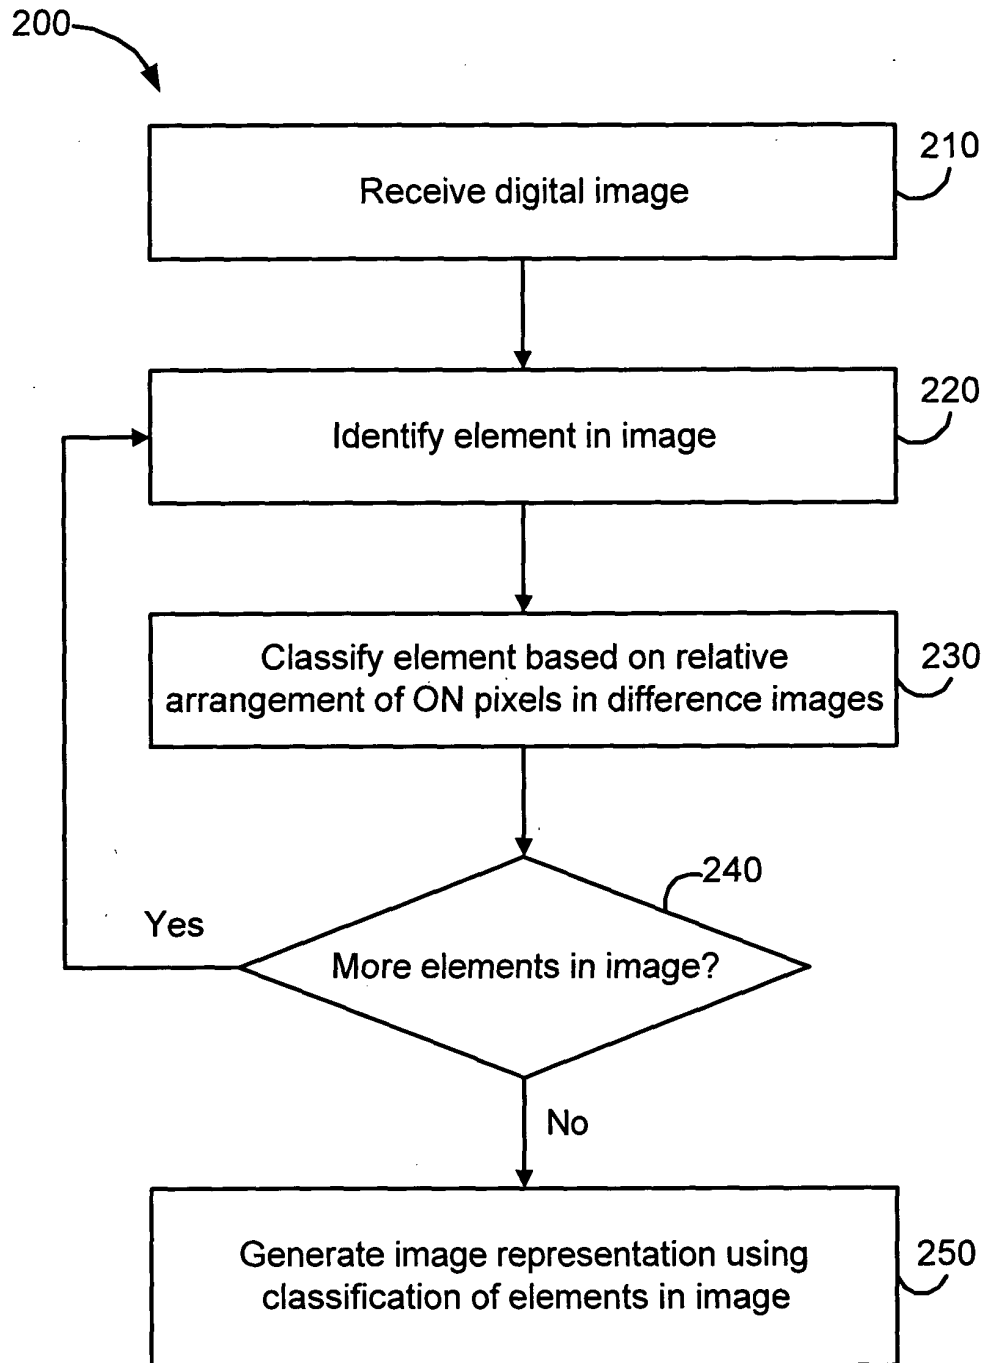 200
210
Receive digital image
220
Identify element in image
Classify element based on relative
arrangement of ON pixels in difference images
230
240
Yes
More elements in image?
No
Generate image representation using
classification of elements in image
250